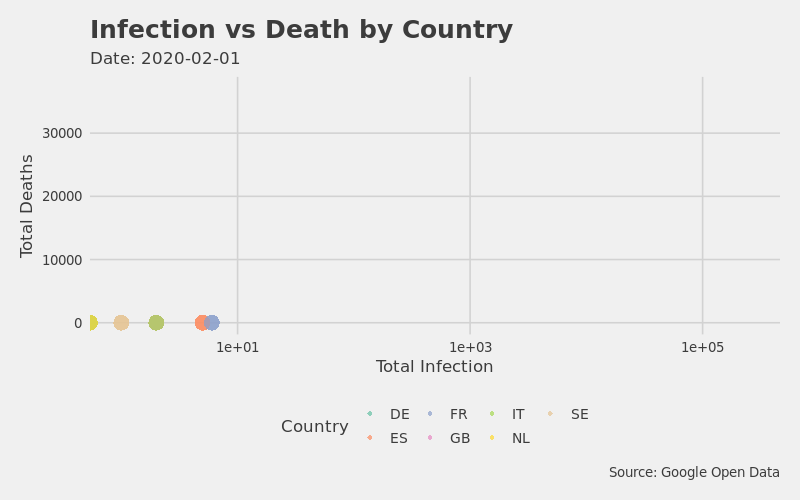 Infection vs Death by Country
Date: 2020-02-01
Total Deaths
30000
20000
10000
0
1e+01 1e+03 1e+05
Total Infection
Country
DE FR IT SE
ES GB NL
Source: Google Open Data